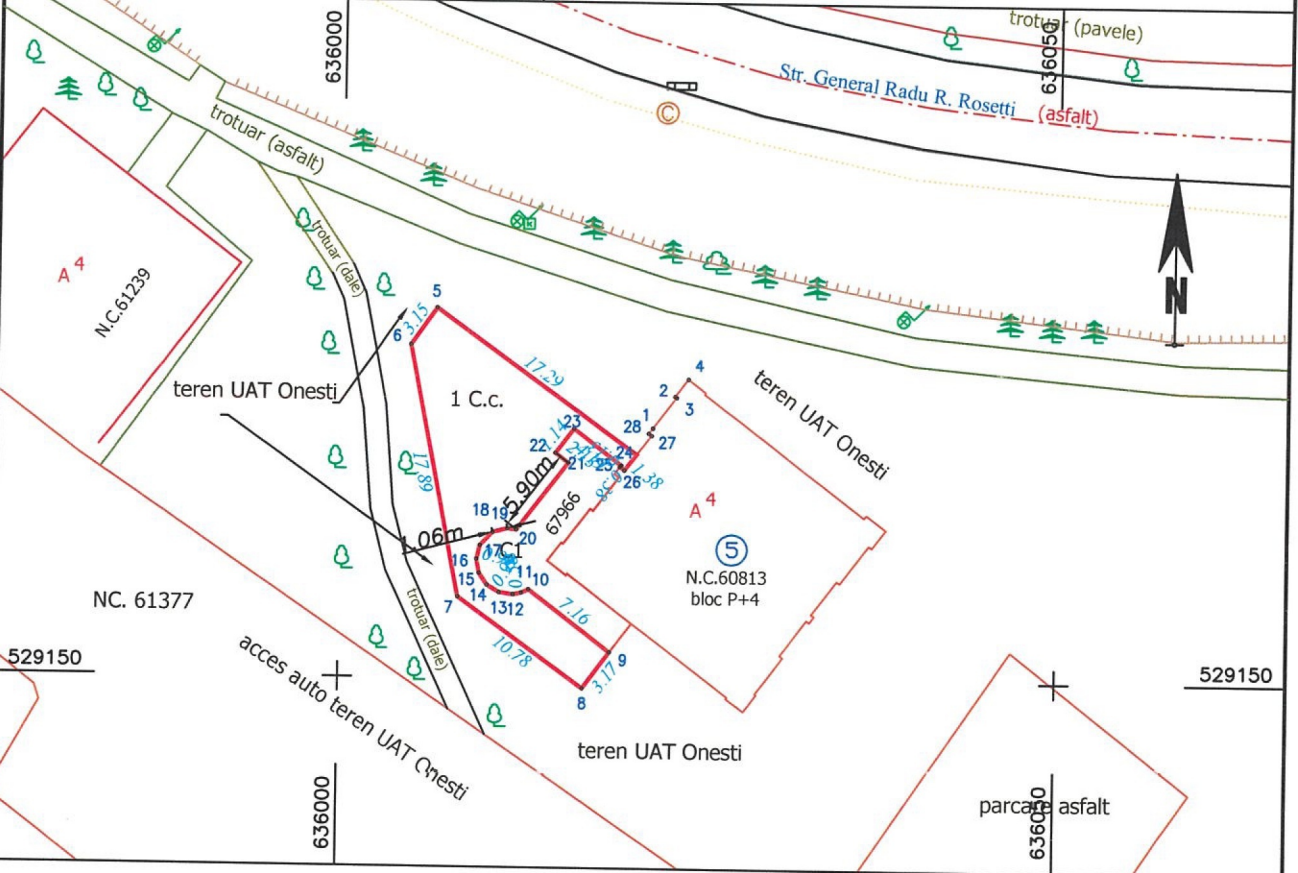 636000
636050
trotuar (pavele)
Str. General Radu R. Rosetti
(asfalt)
©
trotuar (asfalt)
trotuar (dale)
A 4
N.C.61239
N
5
3.15
6
17.29
teren UAT Onesti
1 C.c.
4
2
3
1
28
27
teren UAT Onesti
23
1.14
22
24
21
25
26
1.38
17.89
5.90m
67966
A 4
18
19
20
1.06m
17
C1
16
15
14
13
12
11
10
5
N.C.60813
bloc P+4
7
7.16
10.78
9
3.17
8
NC. 61377
trotuar (dale)
529150
529150
acces auto teren UAT Onesti
teren UAT Onesti
parcare asfalt
636000
636050